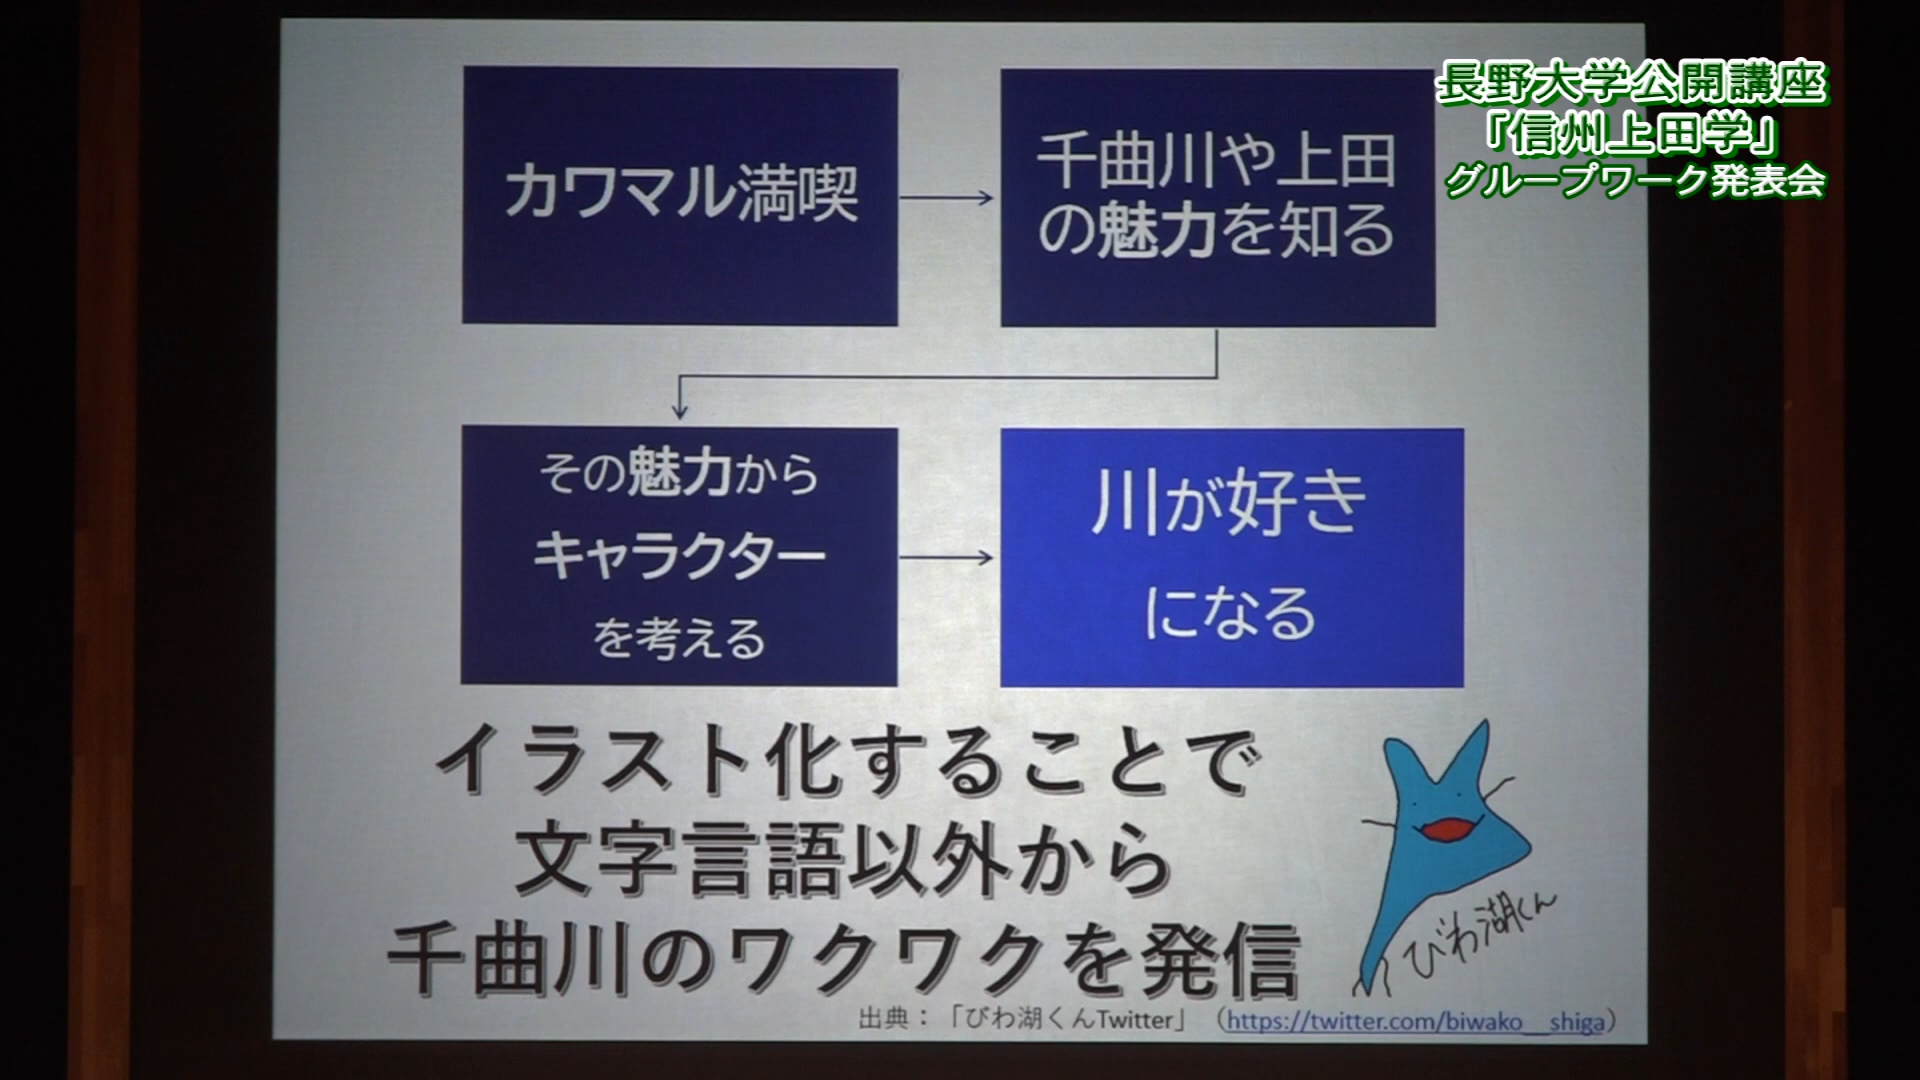 長野大学公開講座
「信州上田学」
グループワーク発表会
カワマル満喫
千曲川や上田
の魅力を知る
その魅力から
キャラクター
を考える
川が好き
になる
イラスト化することで
文字言語以外から
千曲川のワクワクを発信
びわ湖くん
出典：「びわ湖くんTwitter」（https://twitter.com/biwako__shiga）